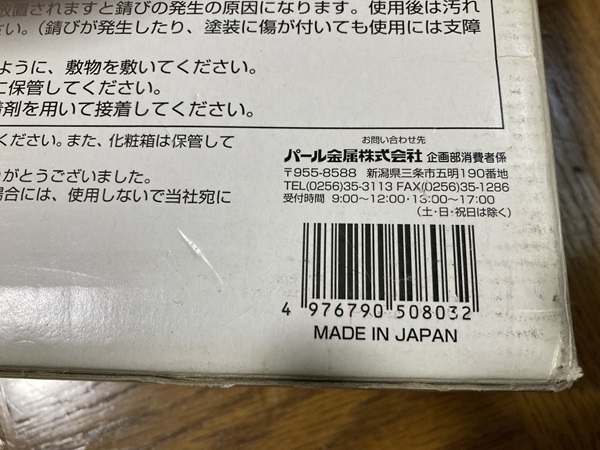 放置されますと錆びの発生の原因になります。使用後は汚れ
さい。（錆びが発生したり、塗装に傷が付いても使用には支障
ように、敷物を敷いてください。
に保管してください。
着剤を用いて接着してください。
ください。また、化粧箱は保管して
がとうございました。
場合には、使用しないで当社宛に
お問い合わせ先
パール金属株式会社 企画部消費者係
〒955-8588 新潟県三条市五明190番地
TEL(0256)35-3113 FAX(0256)35-1286
受付時間 9:00〜12:00・13:00〜17:00
（土・日・祝日は除く）
4 976790 508032
MADE IN JAPAN